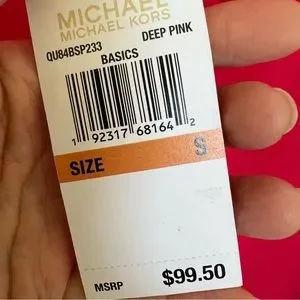 MICHAEL
MICHAEL KORS
QU84BSP233 DEEP PINK
BASICS
1 92317 68164 2
SIZE S
MSRP $99.50